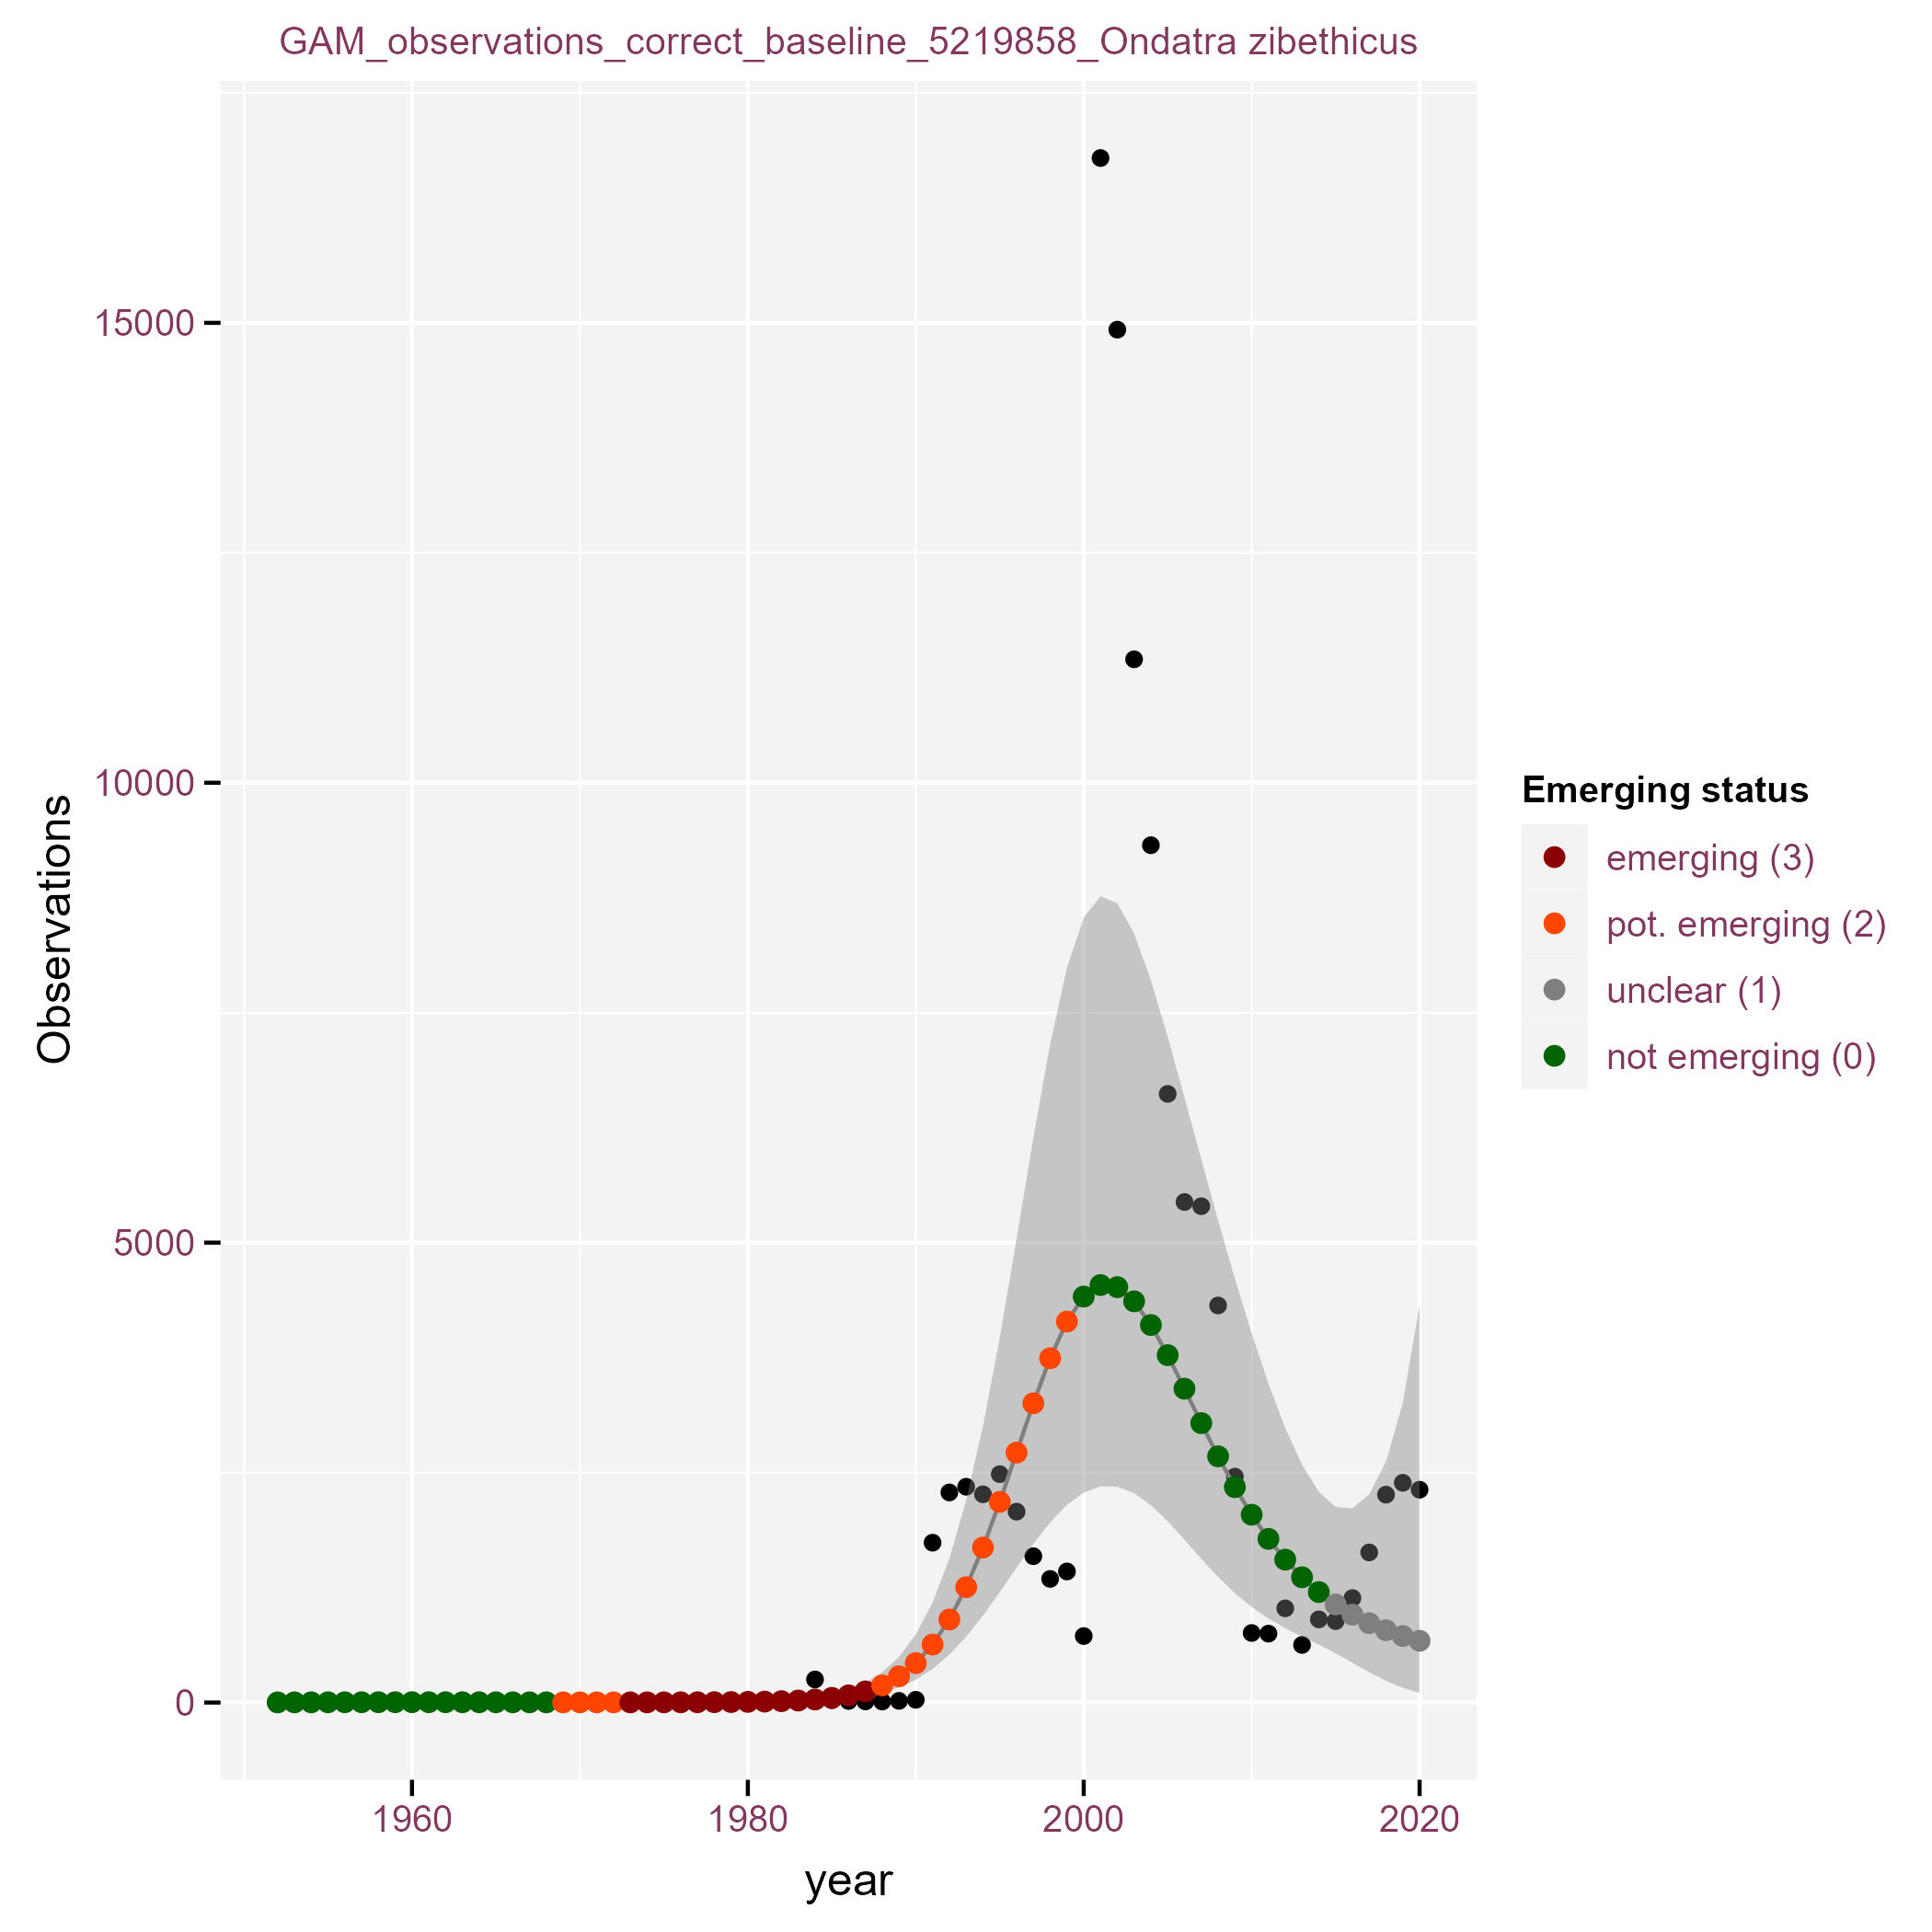 GAM_observations_correct_baseline_5219858_Ondatra zibethicus
15000
10000
5000
0
Observations
1960
1980
2000
2020
year
Emerging status
emerging (3)
pot. emerging (2)
unclear (1)
not emerging (0)